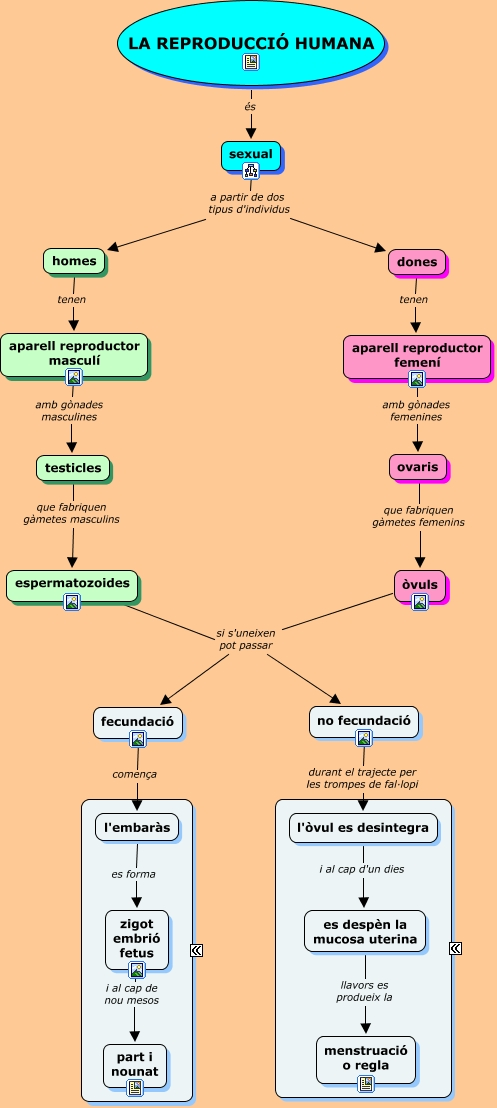 LA REPRODUCCIÓ HUMANA
és
sexual
a partir de dos
tipus d'individus
homes
dones
tenen
tenen
aparell reproductor
masculí
aparell reproductor
femení
amb gònades
masculines
amb gònades
femenines
testicles
ovaris
que fabriquen
gàmetes masculins
que fabriquen
gàmetes femenins
espermatozoides
òvuls
si s'uneixen
pot passar
fecundació
no fecundació
comença
durant el trajecte per
les trompes de fal·lopi
l'embaràs
l'òvul es desintegra
es forma
i al cap d'un dies
zigot
embrió
fetus
es despèn la
mucosa uterina
i al cap de
nou mesos
llavors es
produeix la
part i
nounat
menstruació
o regla